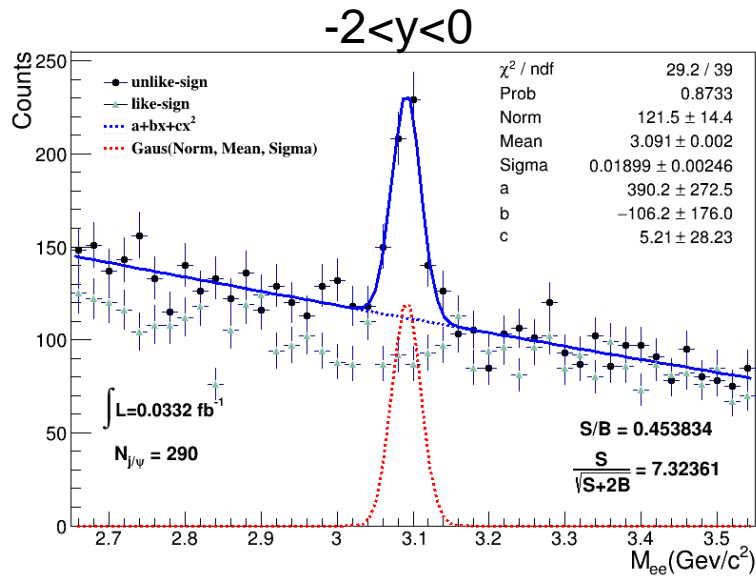 -2<y<0
Counts
250
200
150
100
50
0
unlike-sign
like-sign
a+bx+cx²
Gaus(Norm, Mean, Sigma)
χ² / ndf 29.2 / 39
Prob 0.8733
Norm 121.5 ± 14.4
Mean 3.091 ± 0.002
Sigma 0.01899 ± 0.00246
a 390.2 ± 272.5
b −106.2 ± 176.0
c 5.21 ± 28.23
∫ L=0.0332 fb⁻¹
N_{j/ψ} = 290
S/B = 0.453834
S/√(S+2B) = 7.32361
2.7 2.8 2.9 3 3.1 3.2 3.3 3.4 3.5
M_{ee}(Gev/c²)